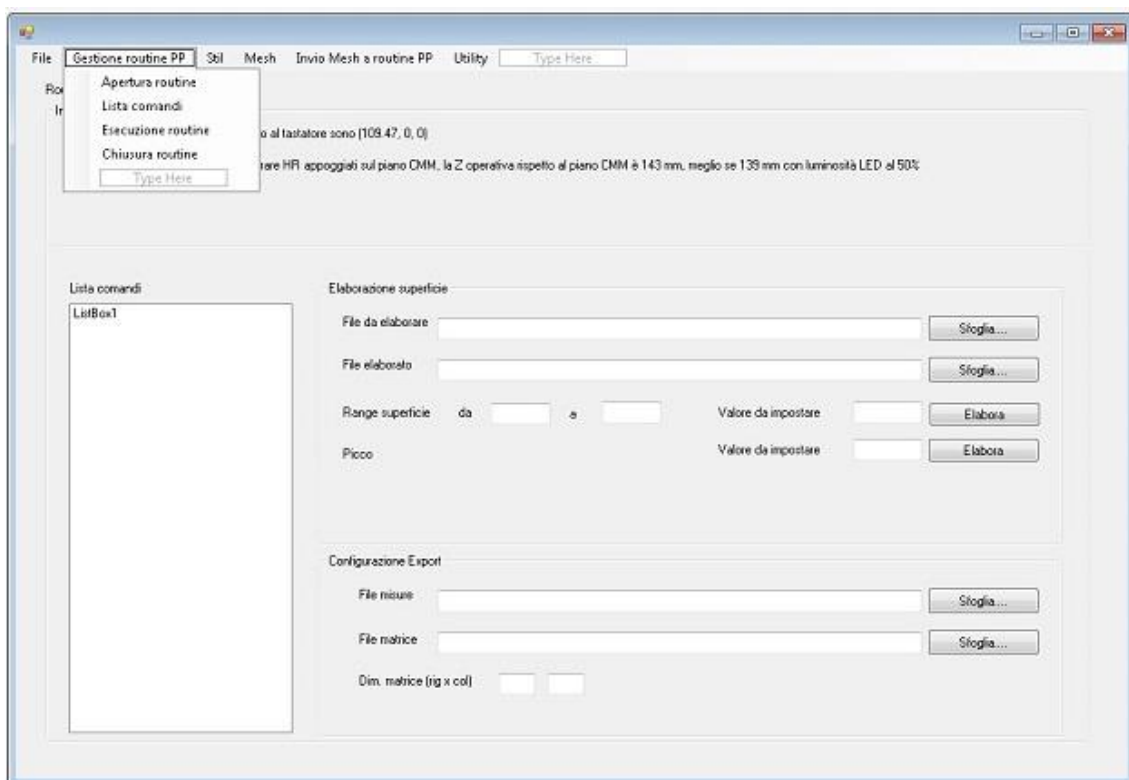 File Gestione routine PP Stil Mesh Invio Mesh a routine PP Utility Type Here
Apertura routine
Lista comandi
Esecuzione routine
Chiusura routine
Type Here
al tastatore sono (109.47, 0, 0)
HR appoggiati sul piano CMM, la Z operativa rispetto al piano CMM è 143 mm, meglio se 139 mm con luminosità LED al 50%
Lista comandi
ListBox1
Elaborazione superficie
File da elaborare Sfoglia....
File elaborato Sfoglia....
Range superficie da a Valore da impostare Elabora
Picco Valore da impostare Elabora
Configurazione Export
File misure Sfoglia....
File matrice Sfoglia....
Dim. matrice (rig x col)